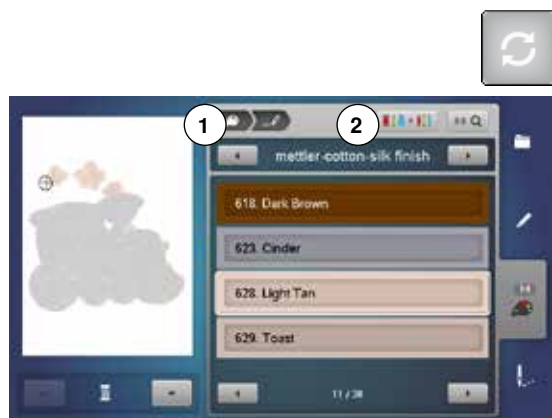 1
2
mettler-cotton-silk finish
618. Dark Brown
623. Cinder
628. Light Tan
629. Toast
11 / 38